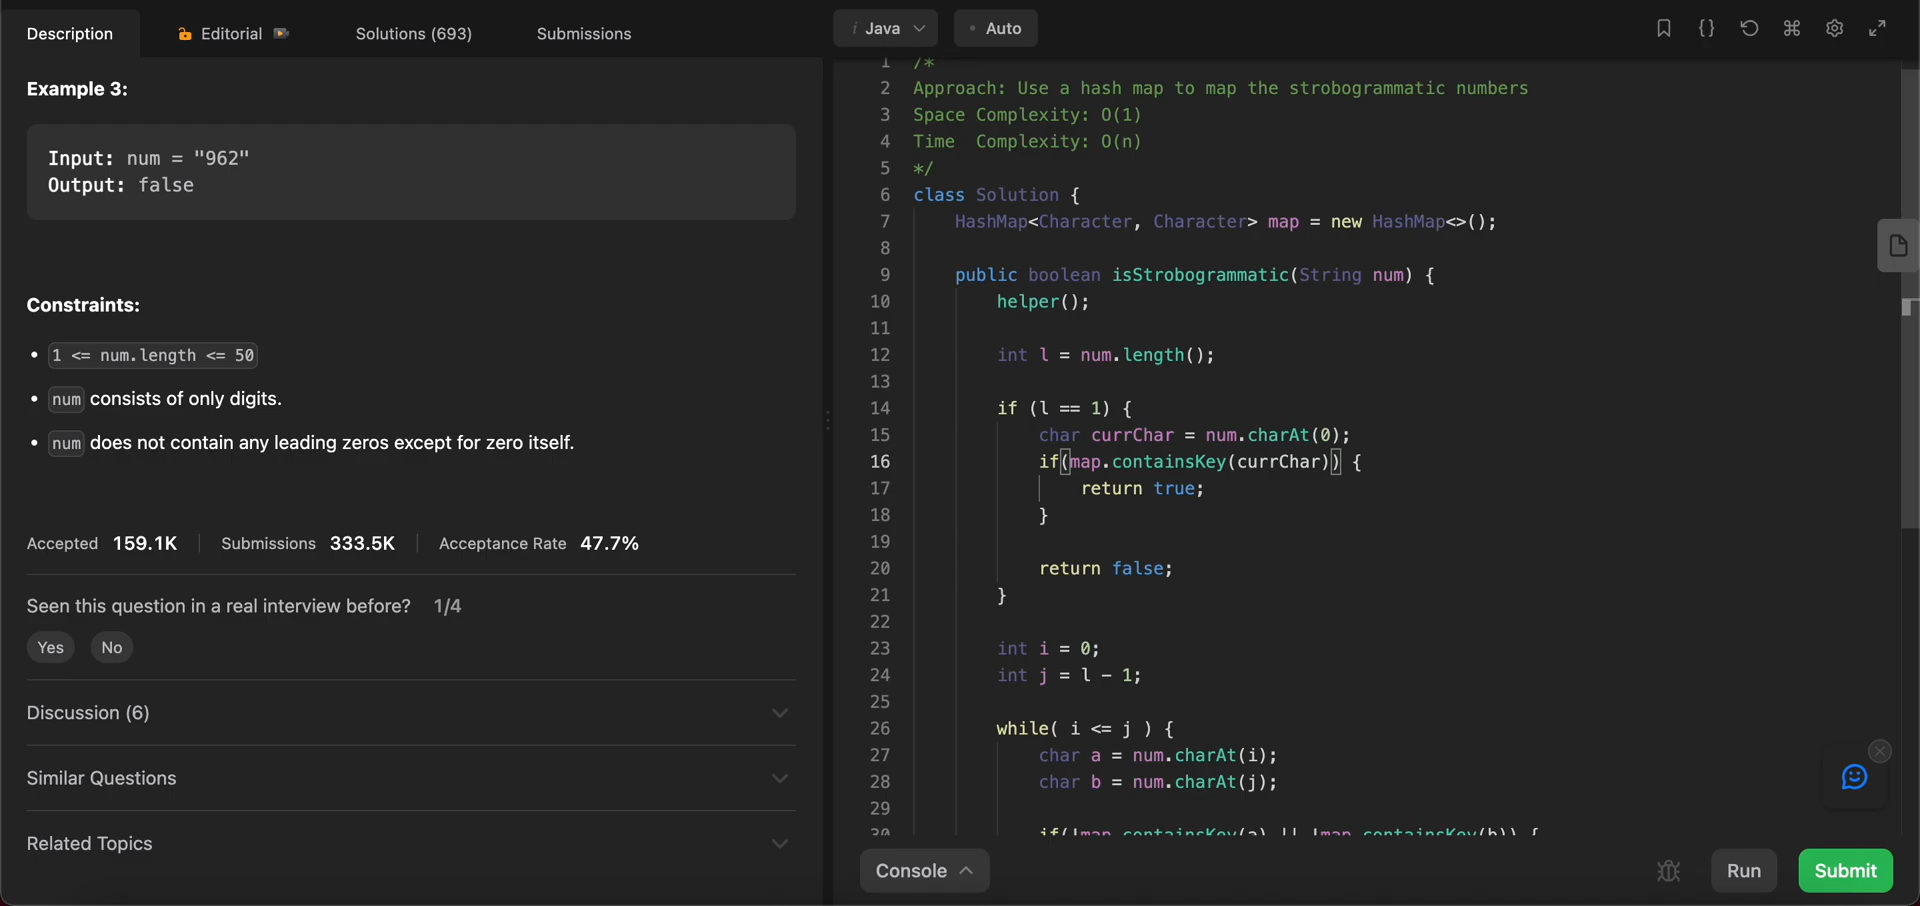 Description
Editorial
Solutions (693)
Submissions
Example 3:
Input: num = "962"
Output: false
Constraints:
1 <= num.length <= 50
num consists of only digits.
num does not contain any leading zeros except for zero itself.
Accepted 159.1K Submissions 333.5K Acceptance Rate 47.7%
Seen this question in a real interview before? 1/4
Yes No
Discussion (6)
Similar Questions
Related Topics
i Java
Auto
1 /*
2 Approach: Use a hash map to map the strobogrammatic numbers
3 Space Complexity: O(1)
4 Time  Complexity: O(n)
5 */
6 class Solution {
7 HashMap<Character, Character> map = new HashMap<>();
8
9 public boolean isStrobogrammatic(String num) {
10 helper();
11
12 int l = num.length();
13
14 if (l == 1) {
15 char currChar = num.charAt(0);
16 if(map.containsKey(currChar)) {
17 return true;
18 }
19
20 return false;
21 }
22
23 int i = 0;
24 int j = l - 1;
25
26 while( i <= j ) {
27 char a = num.charAt(i);
28 char b = num.charAt(j);
29
30 if(!map.containsKey(a) || !map.containsKey(b)) {
Console
Run
Submit